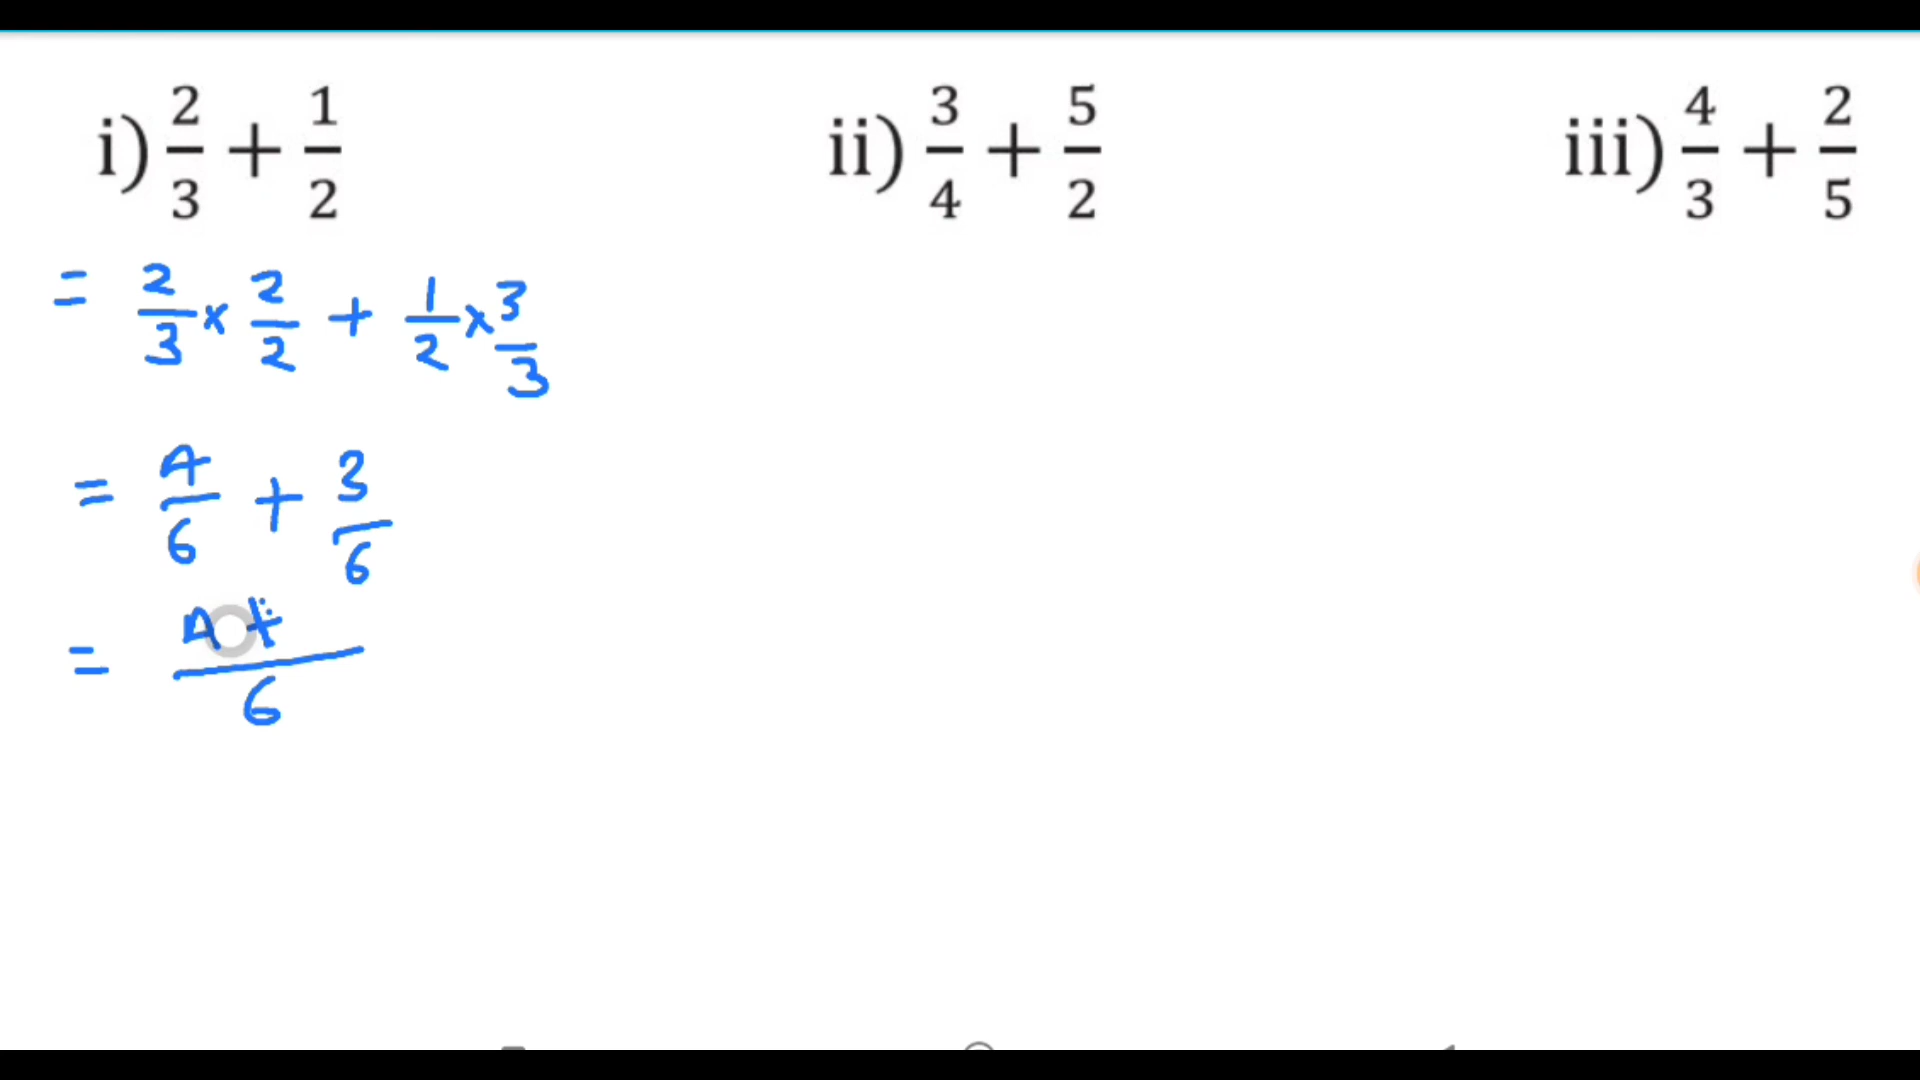 i) 2/3 + 1/2 ii) 3/4 + 5/2 iii) 4/3 + 2/5
= 2/3 × 2/2 + 1/2 × 3/3
= 4/6 + 3/6
= 4 + /6